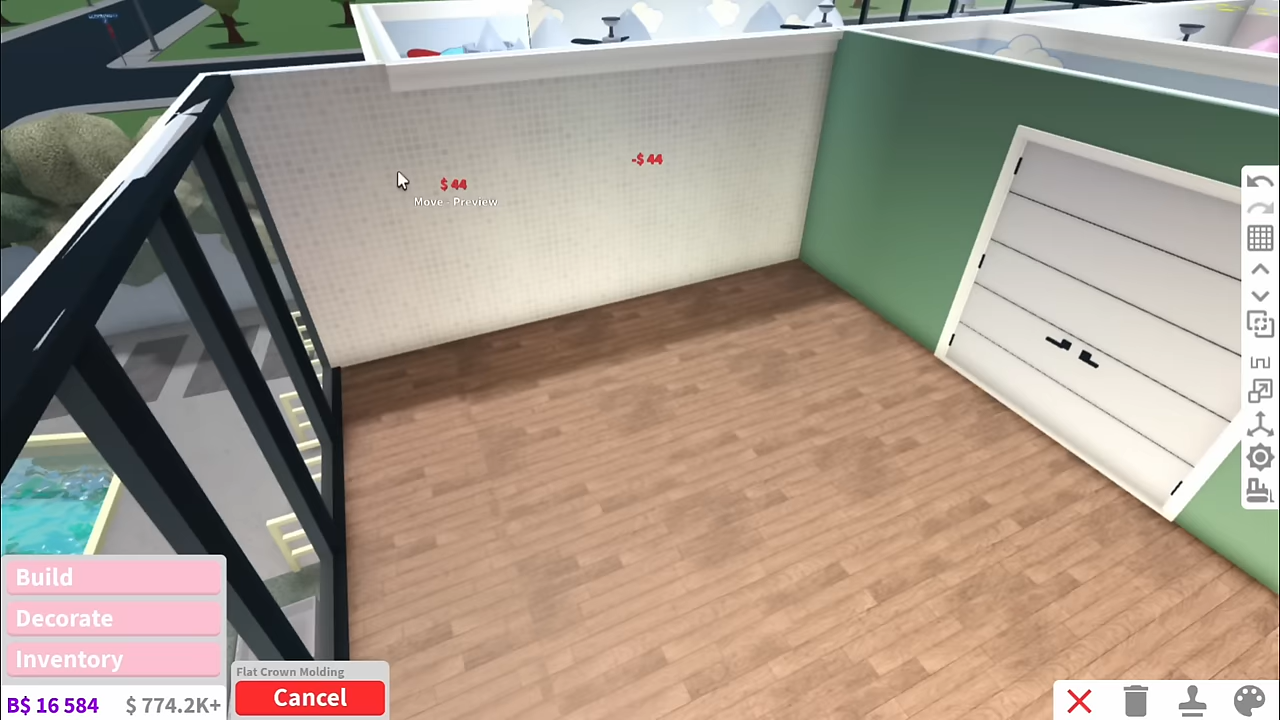 -$ 44
$ 44
Move - Preview
Build
Decorate
Inventory
B$ 16 584
$ 774.2K+
Flat Crown Molding
Cancel